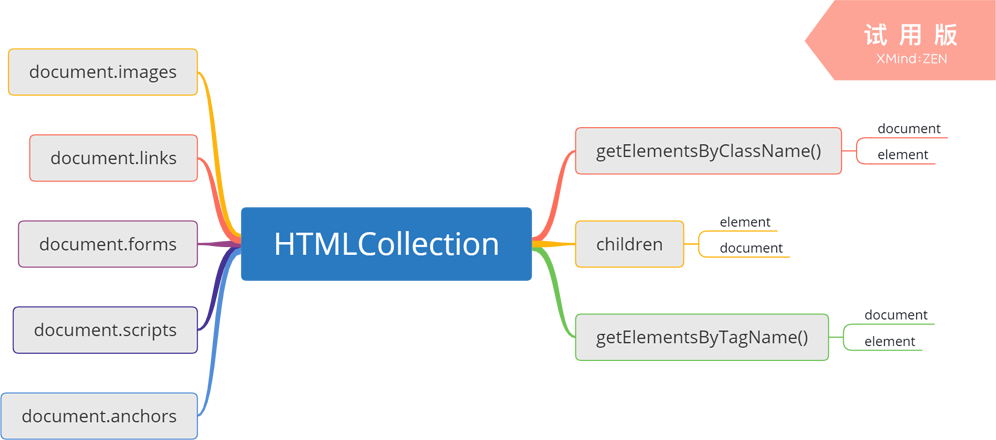 试用版
XMind:ZEN
document.images
document.links
document.forms
document.scripts
document.anchors
HTMLCollection
getElementsByClassName()
document
element
children
element
document
getElementsByTagName()
document
element